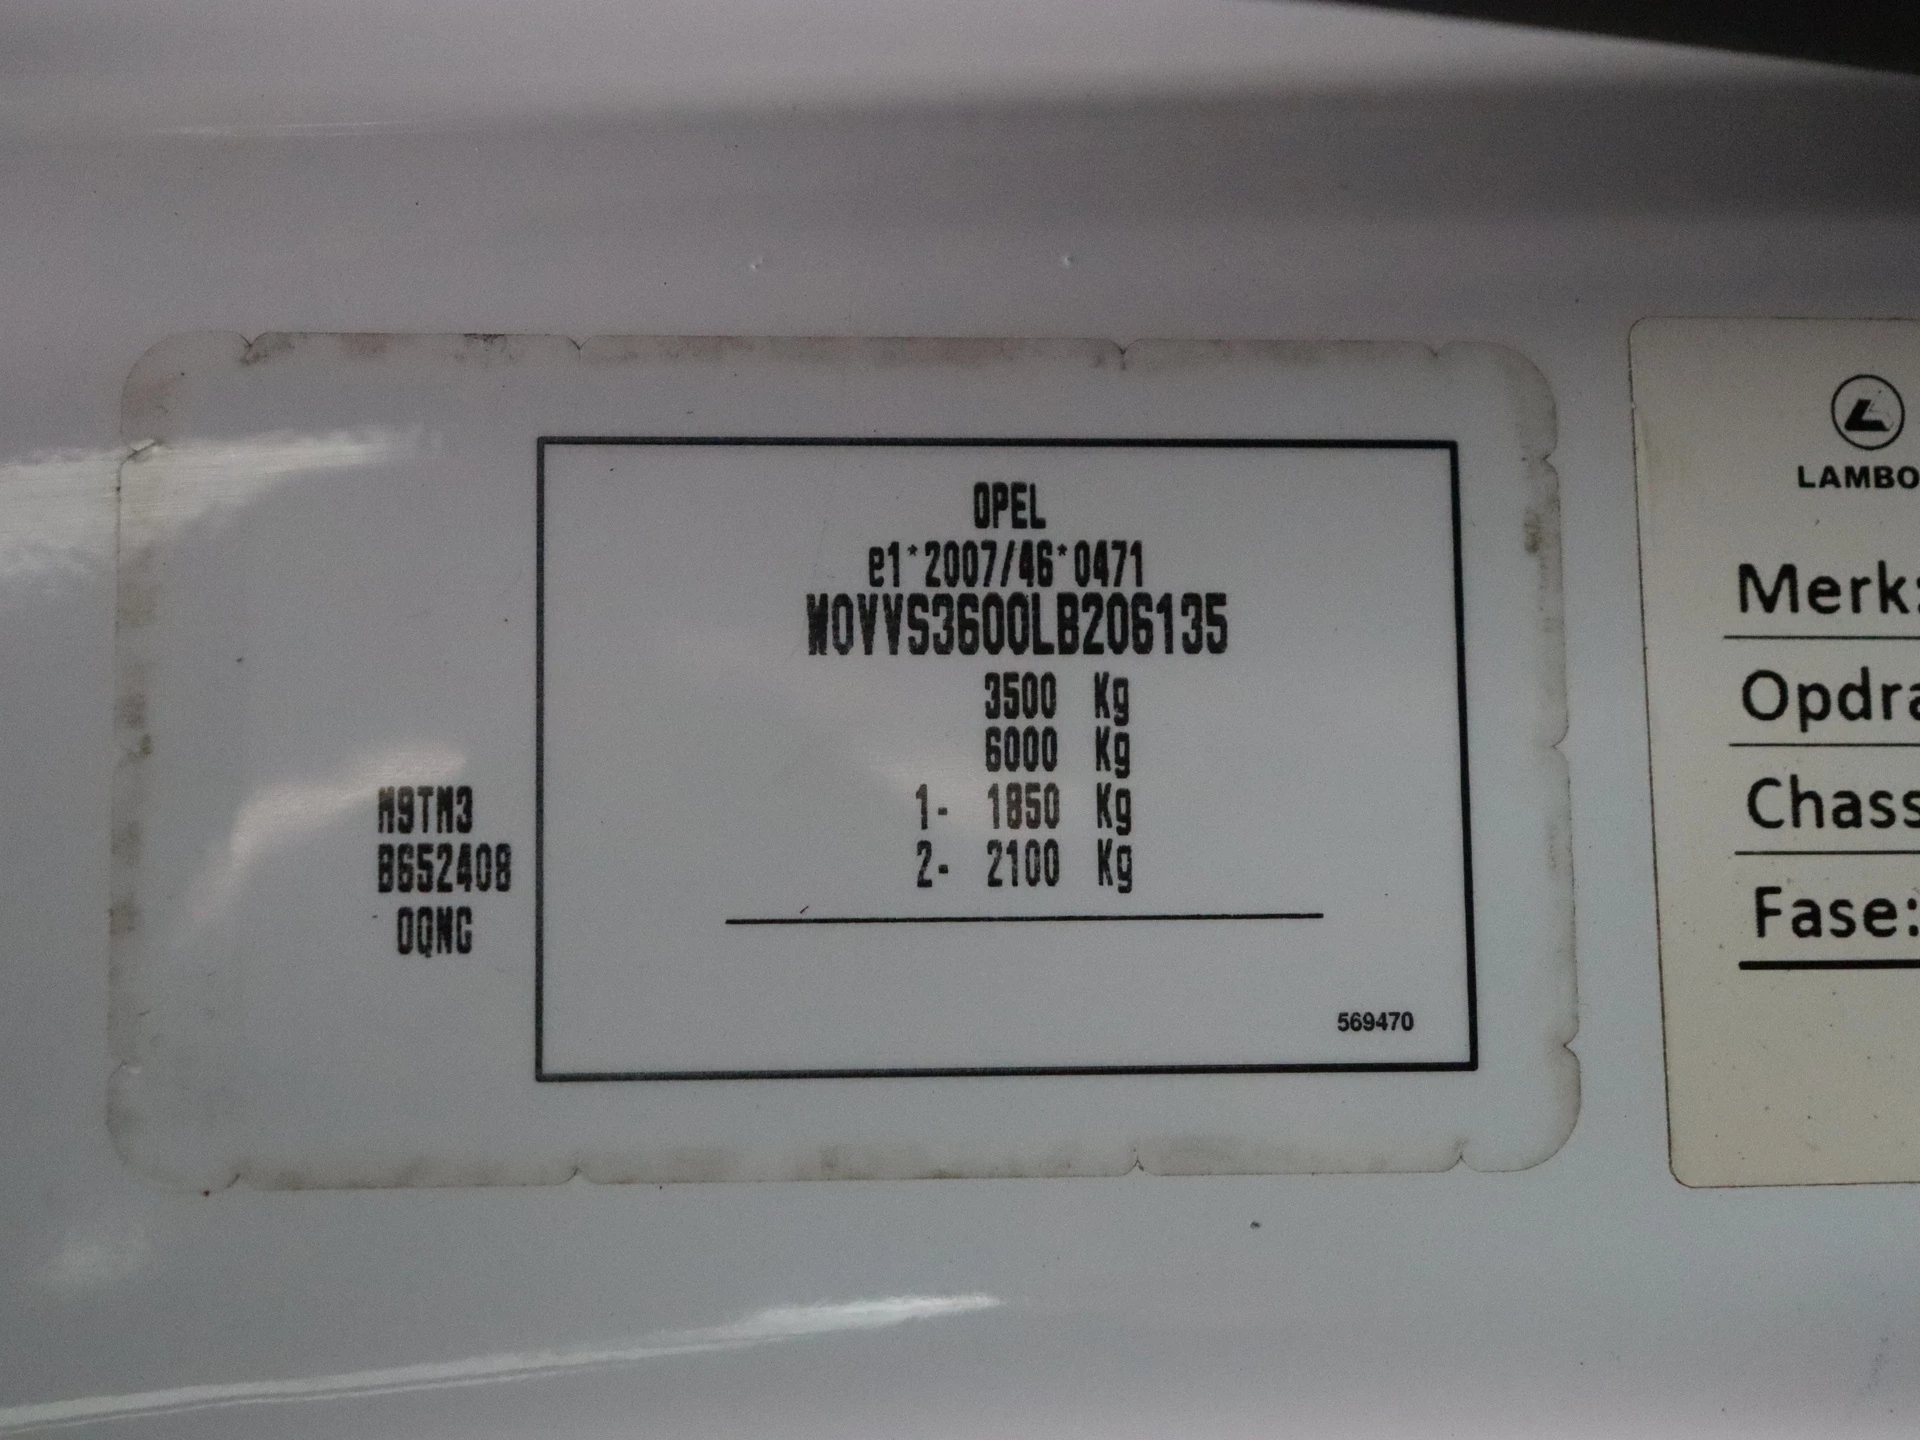 OPEL
e1*2007/46*0471
W0VVS3600LB206135
3500 Kg
6000 Kg
1- 1850 Kg
2- 2100 Kg
M9TM3
B652408
0QNG
569470
LAMBO
Merk:
Opdra
Chass
Fase: